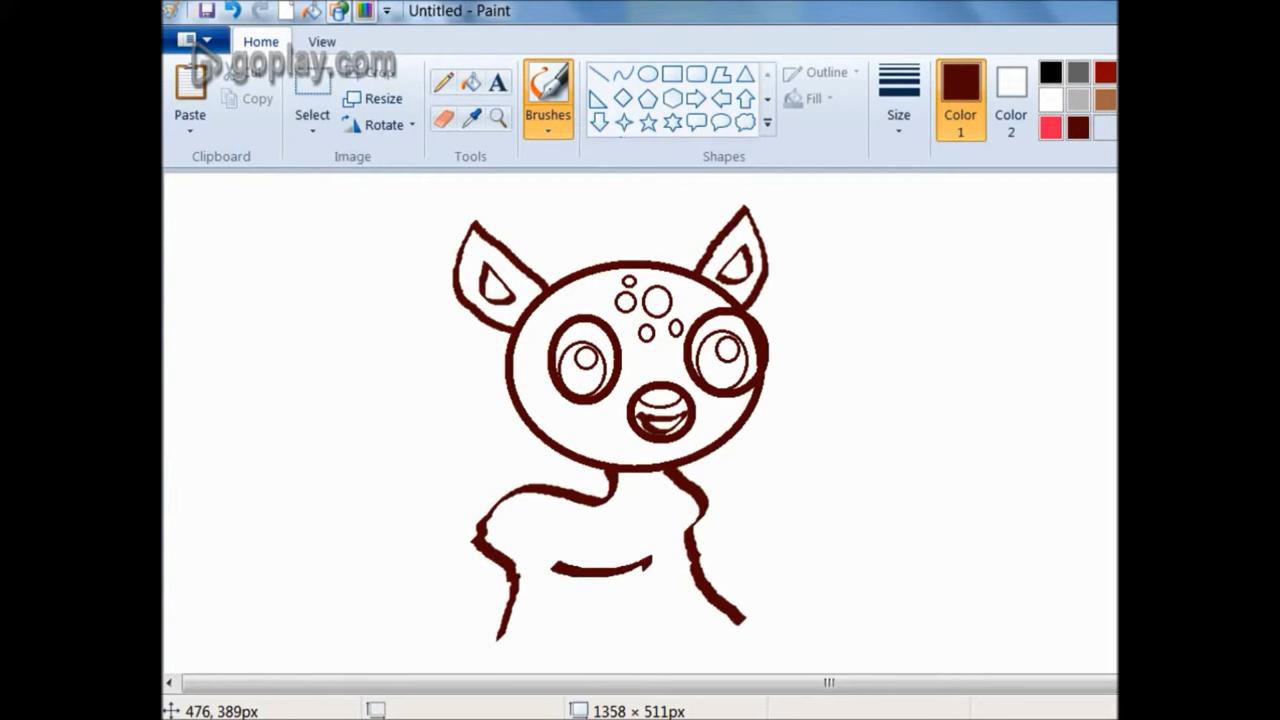 Untitled - Paint
Home View
goplay.com
Paste
Copy
Select
Resize
Rotate
A
Brushes
Outline
Fill
Size
Color 1
Color 2
Clipboard Image Tools Shapes
476, 389px
1358 × 511px